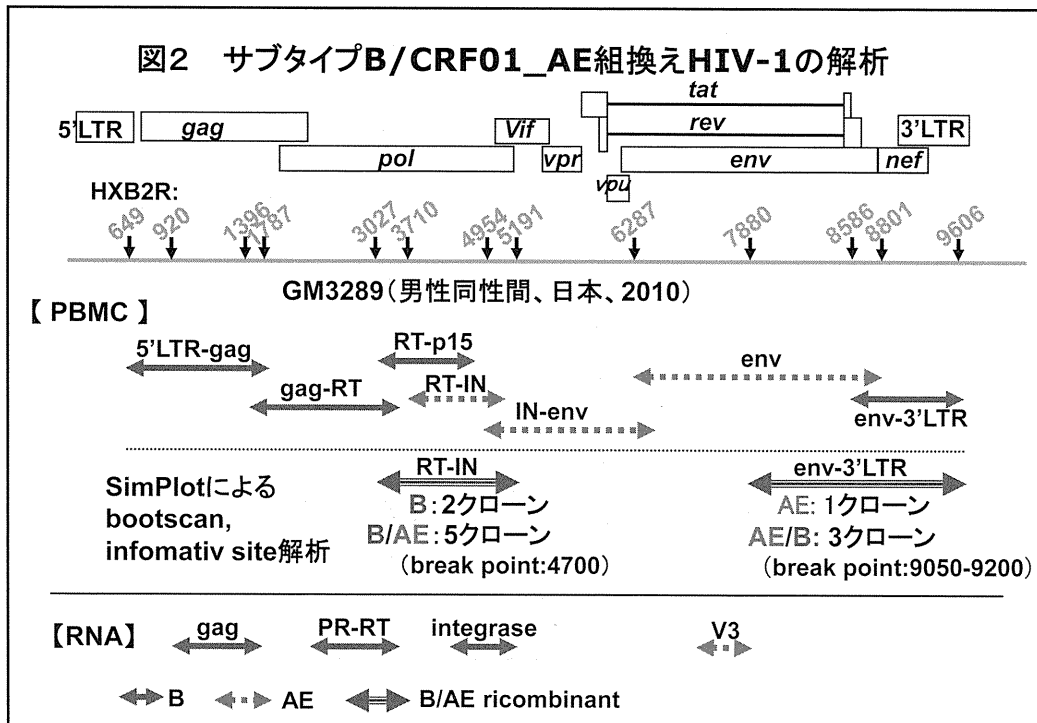 図2 サブタイプB/CRF01_AE組換えHIV-1の解析
tat
5'LTR gag Vif rev 3'LTR
pol vpr env nef
vpu
HXB2R:
649 920 1396 1787 3027 3710 4954 5191 6287 7880 8586 8801 9606
GM3289(男性同性間、日本、2010)
【 PBMC 】
5'LTR-gag RT-p15 env
gag-RT RT-IN IN-env env-3'LTR
RT-IN env-3'LTR
SimPlotによる
bootscan,
infomativ site解析
B:2クローン
B/AE:5クローン
(break point:4700)
AE: 1クローン
AE/B: 3クローン
(break point:9050-9200)
【RNA】 gag PR-RT integrase V3
B AE B/AE ricombinant